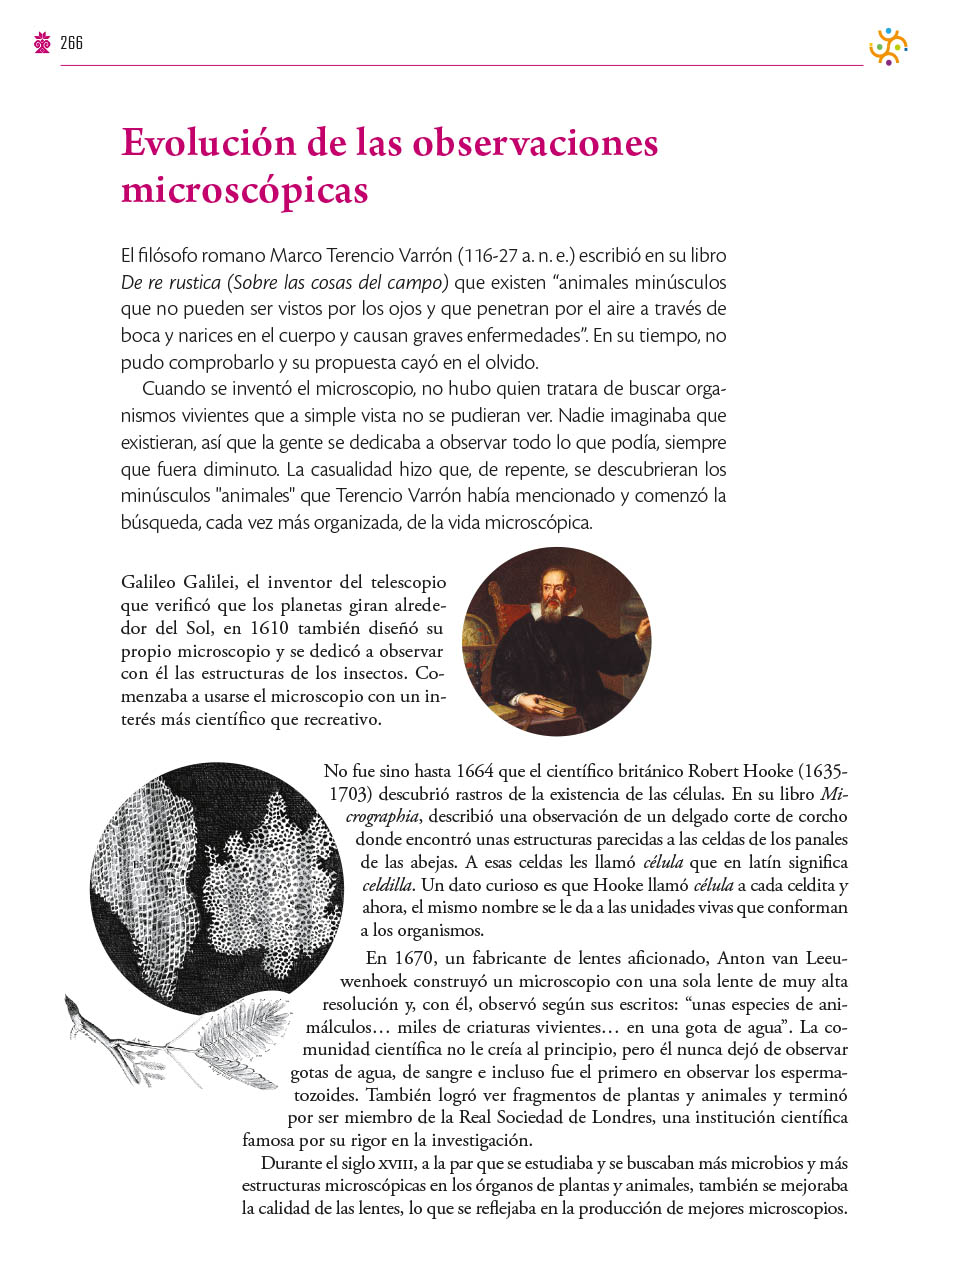 266
Evolución de las observaciones
microscópicas
El filósofo romano Marco Terencio Varrón (116-27 a. n. e.) escribió en su libro
De re rustica (Sobre las cosas del campo) que existen “animales minúsculos
que no pueden ser vistos por los ojos y que penetran por el aire a través de
boca y narices en el cuerpo y causan graves enfermedades”. En su tiempo, no
pudo comprobarlo y su propuesta cayó en el olvido.
Cuando se inventó el microscopio, no hubo quien tratara de buscar orga-
nismos vivientes que a simple vista no se pudieran ver. Nadie imaginaba que
existieran, así que la gente se dedicaba a observar todo lo que podía, siempre
que fuera diminuto. La casualidad hizo que, de repente, se descubrieran los
minúsculos "animales" que Terencio Varrón había mencionado y comenzó la
búsqueda, cada vez más organizada, de la vida microscópica.
Galileo Galilei, el inventor del telescopio
que verificó que los planetas giran alrede-
dor del Sol, en 1610 también diseñó su
propio microscopio y se dedicó a observar
con él las estructuras de los insectos. Co-
menzaba a usarse el microscopio con un in-
terés más científico que recreativo.
No fue sino hasta 1664 que el científico británico Robert Hooke (1635-
1703) descubrió rastros de la existencia de las células. En su libro Mi-
crographia, describió una observación de un delgado corte de corcho
donde encontró unas estructuras parecidas a las celdas de los panales
de las abejas. A esas celdas les llamó célula que en latín significa
celdilla. Un dato curioso es que Hooke llamó célula a cada celdita y
ahora, el mismo nombre se le da a las unidades vivas que conforman
a los organismos.
En 1670, un fabricante de lentes aficionado, Anton van Leeu-
wenhoek construyó un microscopio con una sola lente de muy alta
resolución y, con él, observó según sus escritos: “unas especies de ani-
málculos… miles de criaturas vivientes… en una gota de agua”. La co-
munidad científica no le creía al principio, pero él nunca dejó de observar
gotas de agua, de sangre e incluso fue el primero en observar los esperma-
tozoides. También logró ver fragmentos de plantas y animales y terminó
por ser miembro de la Real Sociedad de Londres, una institución científica
famosa por su rigor en la investigación.
Durante el siglo XVIII, a la par que se estudiaba y se buscaban más microbios y más
estructuras microscópicas en los órganos de plantas y animales, también se mejoraba
la calidad de las lentes, lo que se reflejaba en la producción de mejores microscopios.